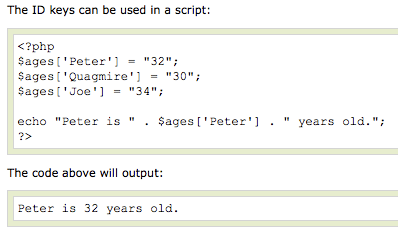 The ID keys can be used in a script:
<?php
$ages['Peter'] = "32";
$ages['Quagmire'] = "30";
$ages['Joe'] = "34";
echo "Peter is " . $ages['Peter'] . " years old.";
?>
The code above will output:
Peter is 32 years old.